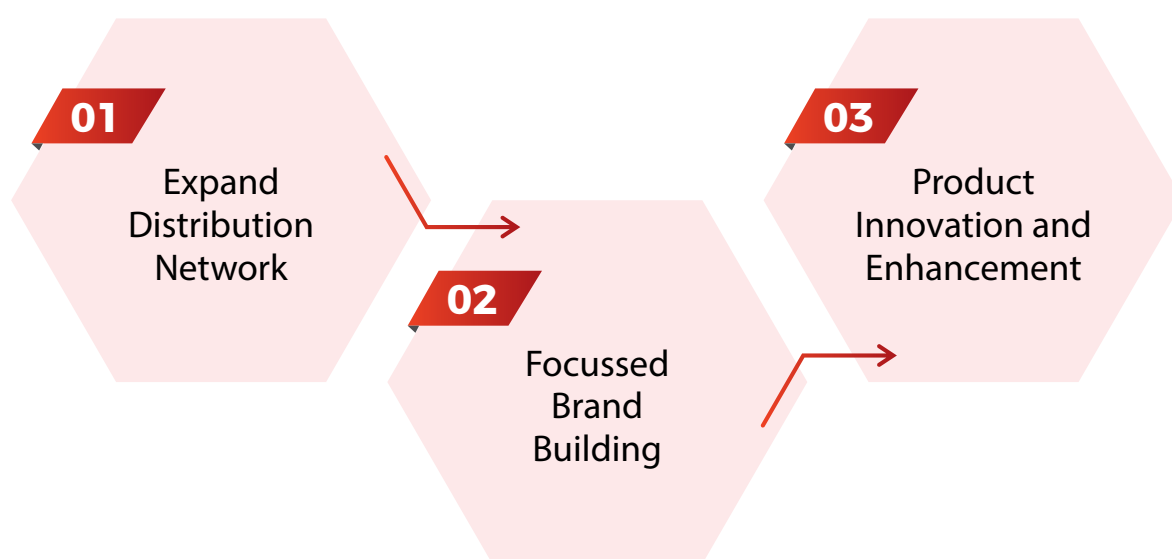 01
Expand
Distribution
Network
02
Focussed
Brand
Building
03
Product
Innovation and
Enhancement